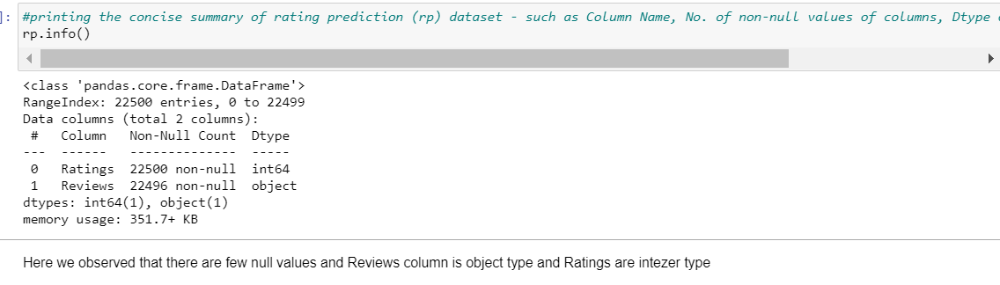 ]: #printing the concise summary of rating prediction (rp) dataset - such as Column Name, No. of non-null values of columns, Dtype
rp.info()
<class 'pandas.core.frame.DataFrame'>
RangeIndex: 22500 entries, 0 to 22499
Data columns (total 2 columns):
 #   Column   Non-Null Count  Dtype
---  ------   --------------  -----
 0   Ratings  22500 non-null  int64
 1   Reviews  22496 non-null  object
dtypes: int64(1), object(1)
memory usage: 351.7+ KB
Here we observed that there are few null values and Reviews column is object type and Ratings are intezer type